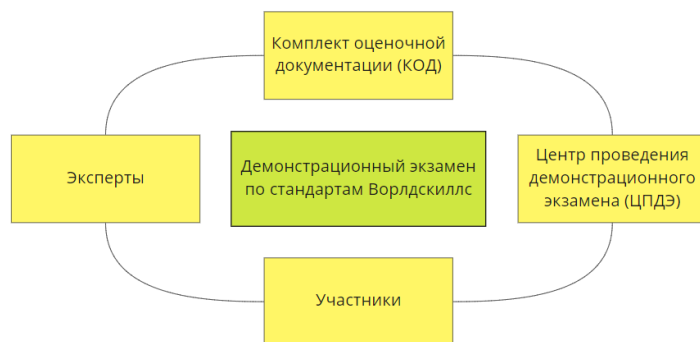 Комплект оценочной
документации (КОД)
Эксперты
Демонстрационный экзамен
по стандартам Ворлдскиллс
Центр проведения
демонстрационного
экзамена (ЦПДЭ)
Участники